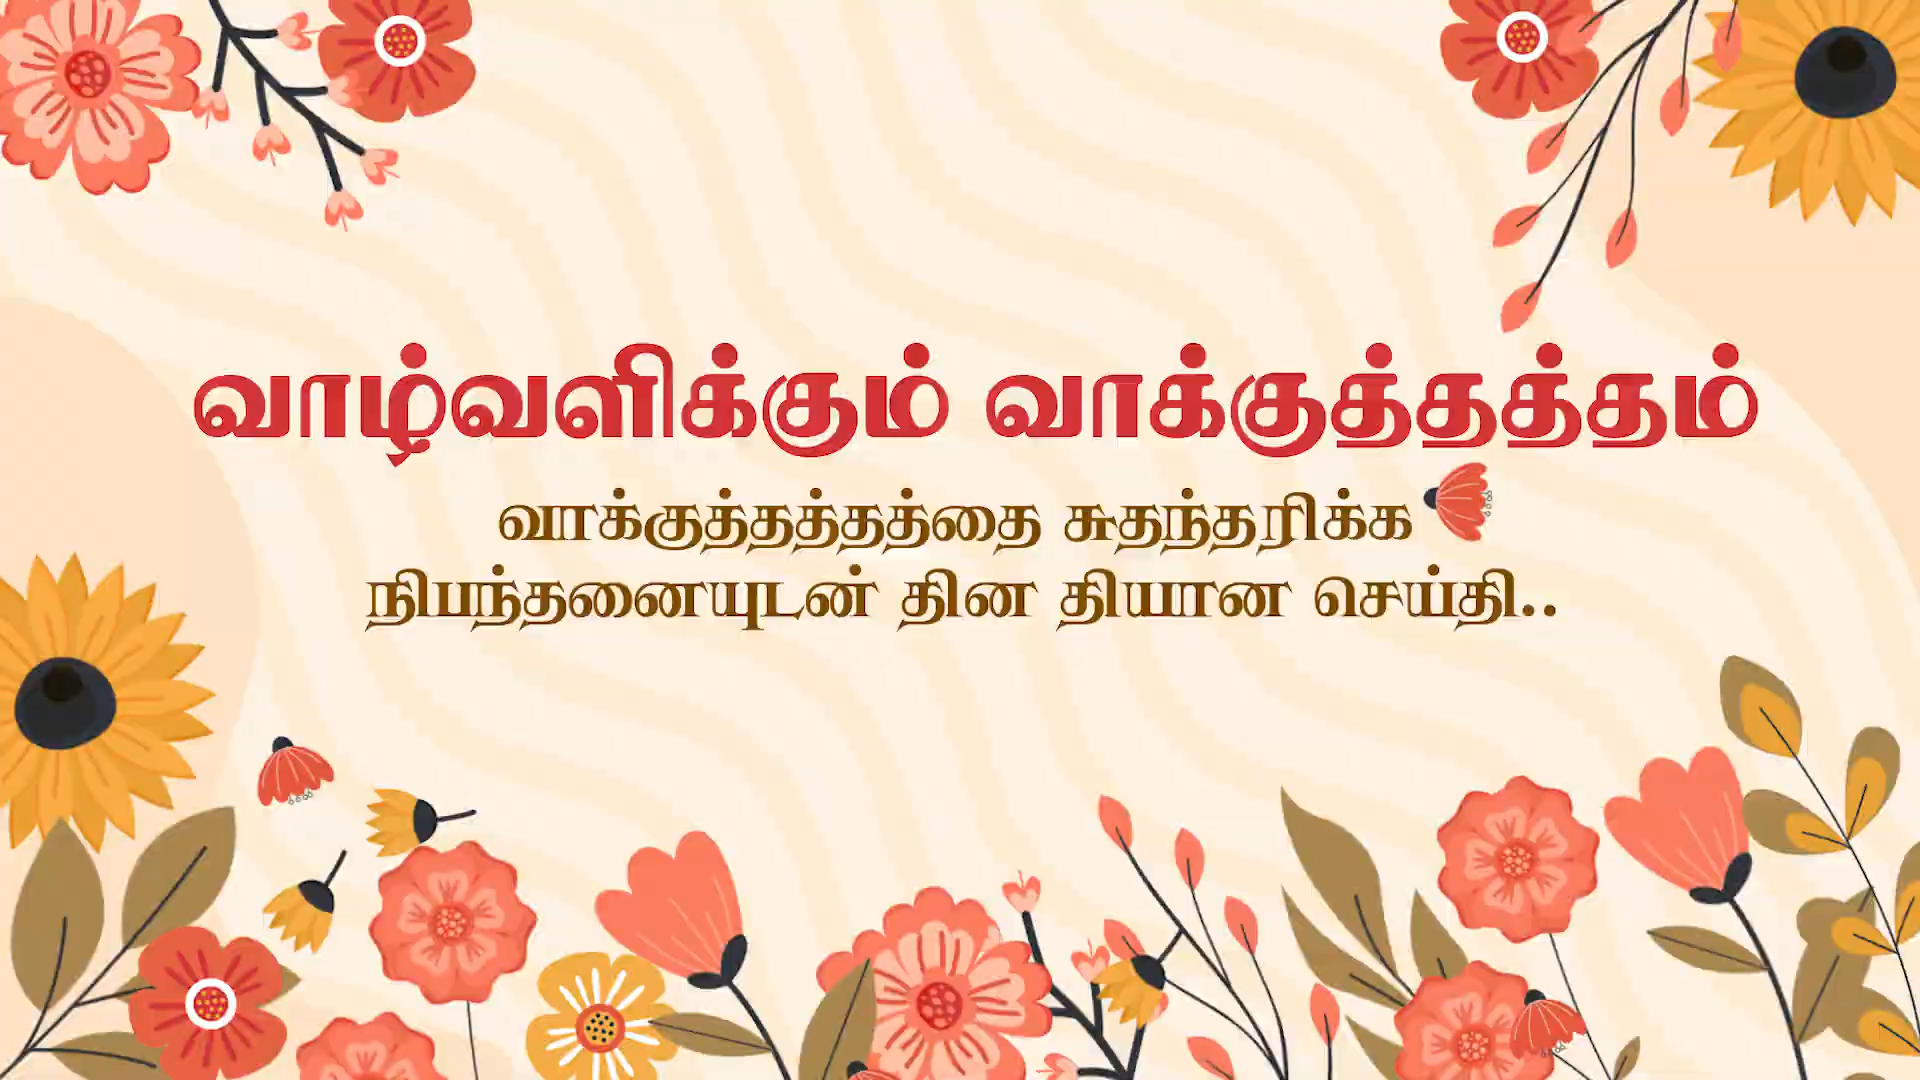 வாழ்வளிக்கும் வாக்குத்தத்தம்
வாக்குத்தத்தத்தை சுதந்தரிக்க
நிபந்தனையுடன் தின தியான செய்தி..